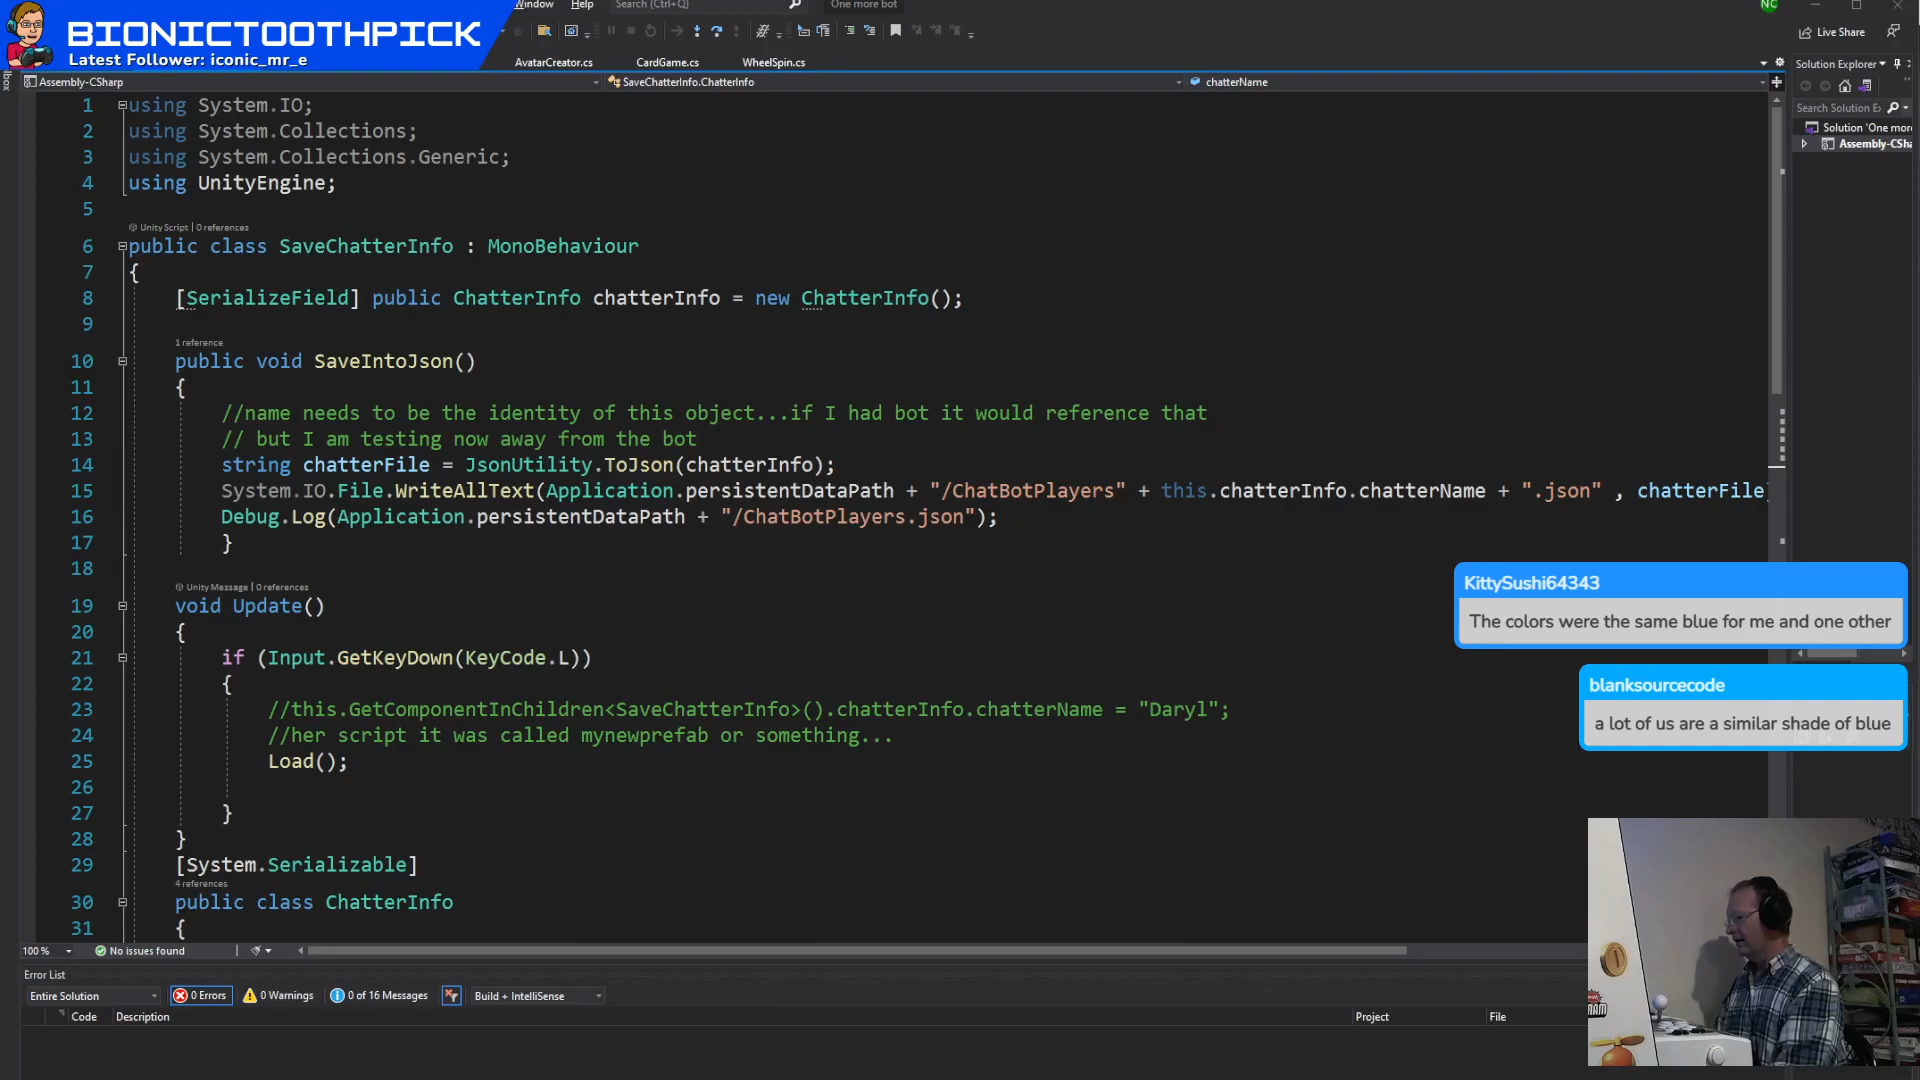 BIONICTOOTHPICK
Latest Follower: iconic_mr_e
Window Help Search (Ctrl+Q) One more bot NC
Live Share
AvatarCreator.cs CardGame.cs WheelSpin.cs
Solution Explorer
Assembly-CSharp SaveChatterInfo.ChatterInfo chatterName
Search Solution E
Solution 'One more
Assembly-CSha
1 using System.IO;
2 using System.Collections;
3 using System.Collections.Generic;
4 using UnityEngine;
5
Unity Script | 0 references
6 public class SaveChatterInfo : MonoBehaviour
7 {
8 [SerializeField] public ChatterInfo chatterInfo = new ChatterInfo();
9
1 reference
10 public void SaveIntoJson()
11 {
12 //name needs to be the identity of this object...if I had bot it would reference that
13 // but I am testing now away from the bot
14 string chatterFile = JsonUtility.ToJson(chatterInfo);
15 System.IO.File.WriteAllText(Application.persistentDataPath + "/ChatBotPlayers" + this.chatterInfo.chatterName + ".json" , chatterFile)
16 Debug.Log(Application.persistentDataPath + "/ChatBotPlayers.json");
17 }
18
Unity Message | 0 references
19 void Update()
20 {
21 if (Input.GetKeyDown(KeyCode.L))
22 {
23 //this.GetComponentInChildren<SaveChatterInfo>().chatterInfo.chatterName = "Daryl";
24 //her script it was called mynewprefab or something...
25 Load();
26
27 }
28 }
29 [System.Serializable]
4 references
30 public class ChatterInfo
31 {
KittySushi64343
The colors were the same blue for me and one other
blanksourcecode
a lot of us are a similar shade of blue
100 % No issues found
Error List
Entire Solution 0 Errors 0 Warnings 0 of 16 Messages Build + IntelliSense
Code Description Project File